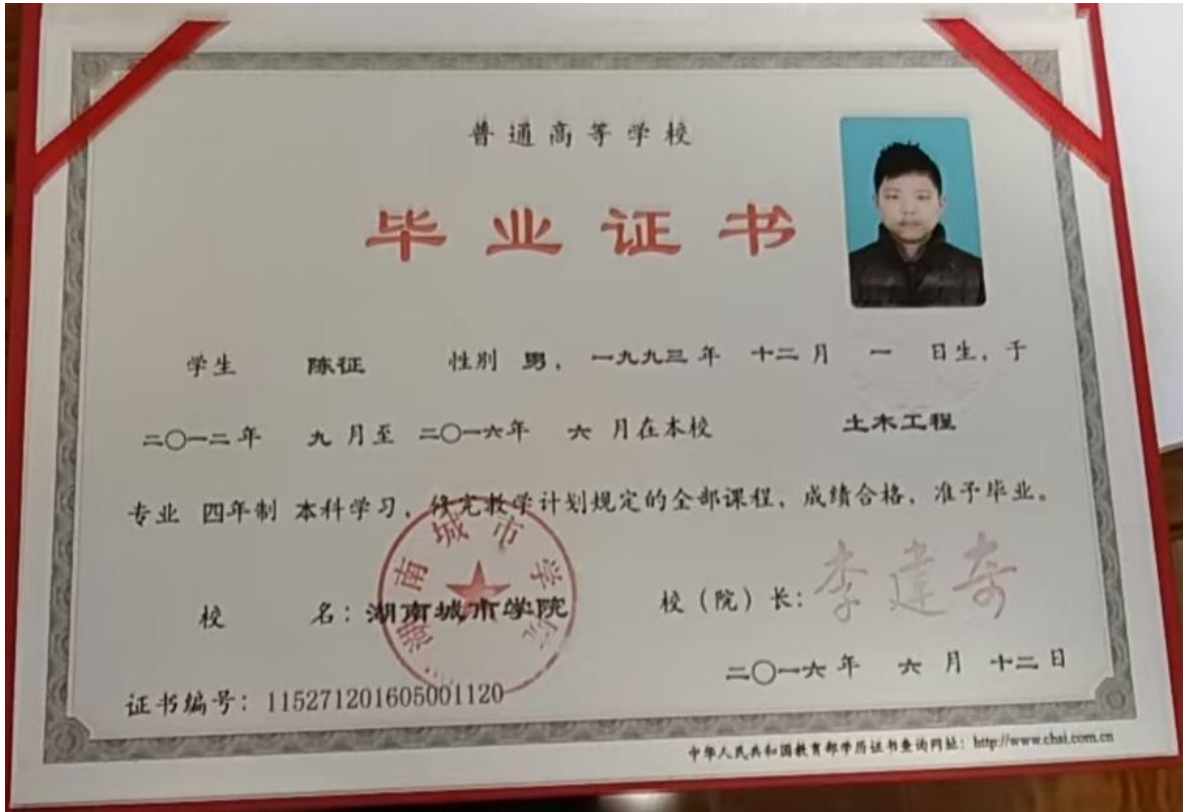 普通高等学校
毕业证书
学生 陈征 性别 男，一九九三年 十二月 一 日生，于
二〇一二年 九月至 二〇一六年 六月在本校 土木工程
专业 四年制 本科学习，修完教学计划规定的全部课程，成绩合格，准予毕业。
湖南城市学院
校 名：湖南城市学院 校（院）长：李建奇
二〇一六年 六月 十二日
证书编号：115271201605001120
中华人民共和国教育部学历证书查询网址：http://www.chsi.com.cn